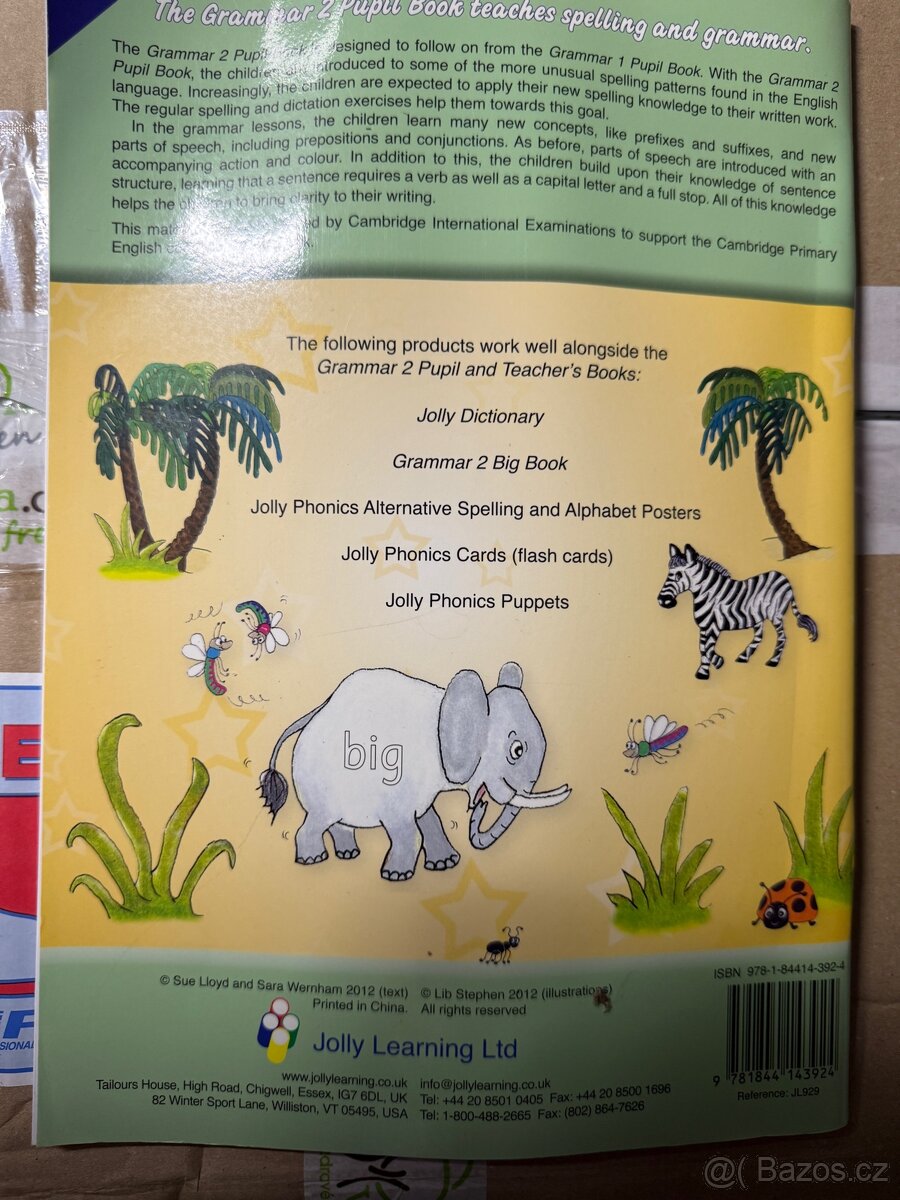 The Grammar 2 Pupil Book teaches spelling and grammar.
The Grammar 2 Pupil designed to follow on from the Grammar 1 Pupil Book. With the Grammar 2
Pupil Book, the children introduced to some of the more unusual spelling patterns found in the English
language. Increasingly, the children are expected to apply their new spelling knowledge to their written work.
The regular spelling and dictation exercises help them towards this goal.
In the grammar lessons, the children learn many new concepts, like prefixes and suffixes, and new
parts of speech, including prepositions and conjunctions. As before, parts of speech are introduced with an
accompanying action and colour. In addition to this, the children build upon their knowledge of sentence
structure, learning that a sentence requires a verb as well as a capital letter and a full stop. All of this knowledge
helps the children to bring clarity to their writing.
This by Cambridge International Examinations to support the Cambridge Primary
English
The following products work well alongside the
Grammar 2 Pupil and Teacher's Books:
Jolly Dictionary
Grammar 2 Big Book
Jolly Phonics Alternative Spelling and Alphabet Posters
Jolly Phonics Cards (flash cards)
Jolly Phonics Puppets
big
© Sue Lloyd and Sara Wernham 2012 (text) © Lib Stephen 2012 (illustrations)
Printed in China. All rights reserved
Jolly Learning Ltd
www.jollylearning.co.uk info@jollylearning.co.uk
Tailours House, High Road, Chigwell, Essex, IG7 6DL, UK Tel: +44 20 8501 0405 Fax: +44 20 8500 1696
82 Winter Sport Lane, Williston, VT 05495, USA Tel: 1-800-488-2665 Fax: (802) 864-7626
ISBN 978-1-84414-392-4
9 781844 143924
Reference: JL929
@( Bazos.cz